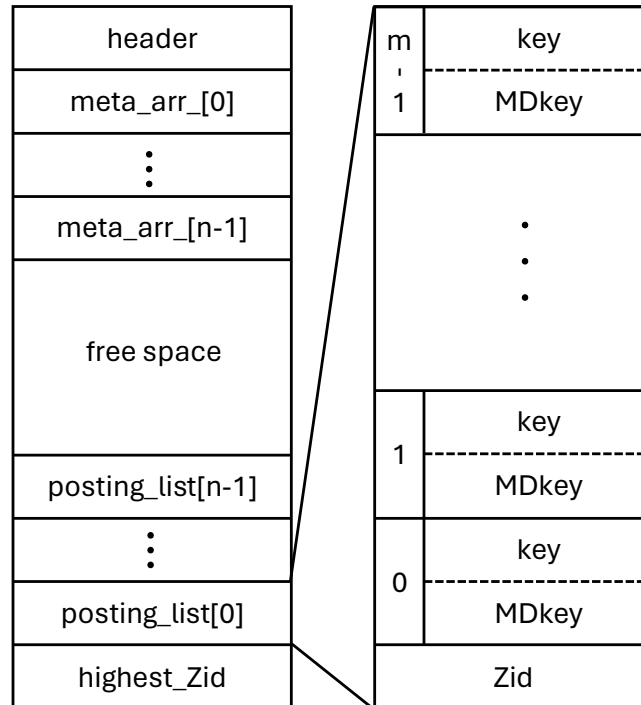 header
meta_arr_[0]
meta_arr_[n-1]
free space
posting_list[n-1]
posting_list[0]
highest_Zid
m
-
1
key
MDkey
1
key
MDkey
0
key
MDkey
Zid